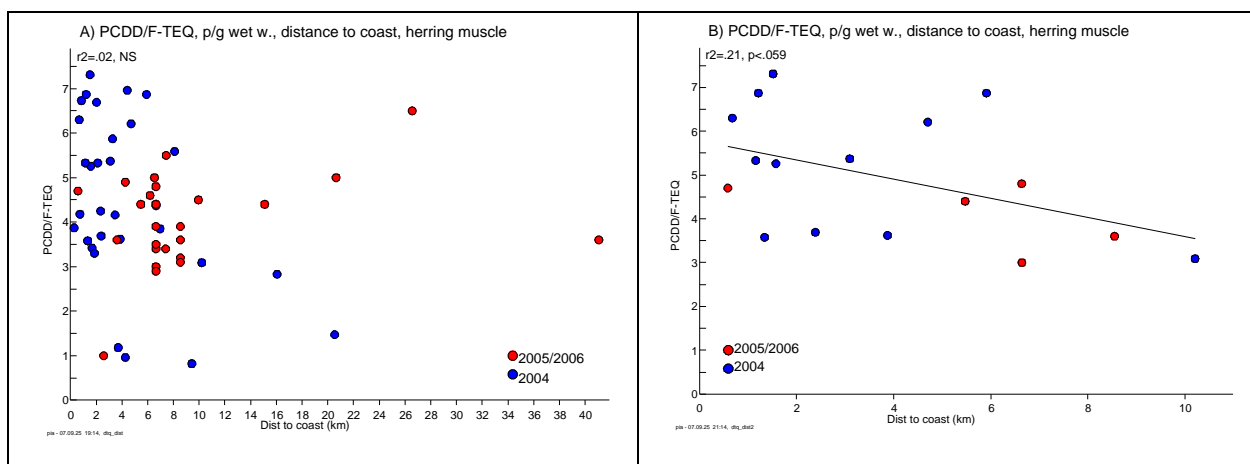 A) PCDD/F-TEQ, p/g wet w., distance to coast, herring muscle
r2=.02, NS
7
6
5
4
3
2
1
0
PCDD/F-TEQ
0 2 4 6 8 10 12 14 16 18 20 22 24 26 28 30 32 34 36 38 40
Dist to coast (km)
2005/2006
2004
pia - 07.09.25 19:14, dtq_dist
B) PCDD/F-TEQ, p/g wet w., distance to coast, herring muscle
r2=.21, p<.059
7
6
5
4
3
2
1
0
PCDD/F-TEQ
0 2 4 6 8 10
Dist to coast (km)
2005/2006
2004
pia - 07.09.25 21:14, dtq_dist2